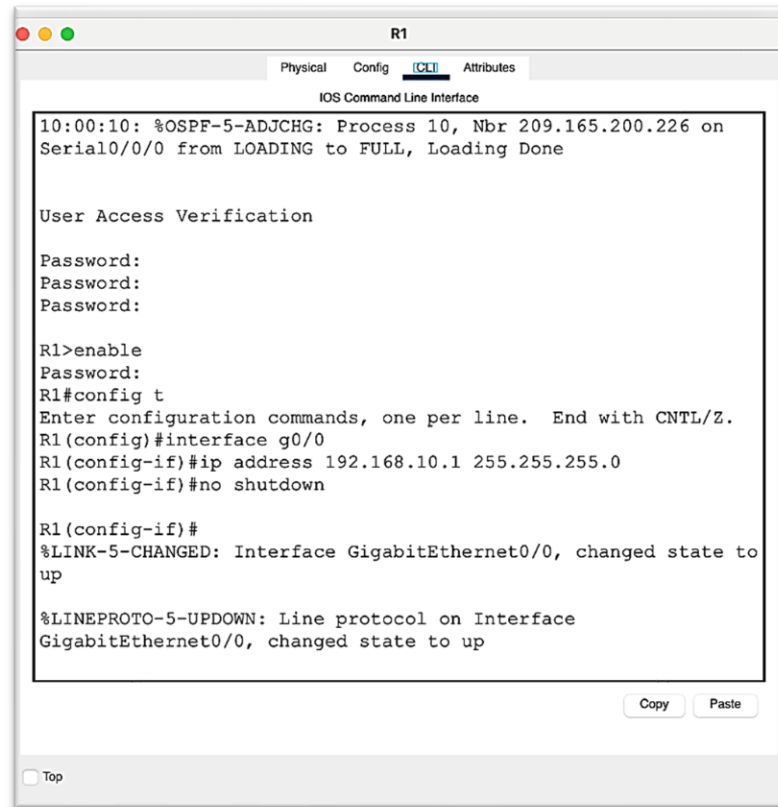 R1
Physical Config CLI Attributes
IOS Command Line Interface
10:00:10: %OSPF-5-ADJCHG: Process 10, Nbr 209.165.200.226 on
Serial0/0/0 from LOADING to FULL, Loading Done
User Access Verification
Password:
Password:
Password:
R1>enable
Password:
R1#config t
Enter configuration commands, one per line.  End with CNTL/Z.
R1(config)#interface g0/0
R1(config-if)#ip address 192.168.10.1 255.255.255.0
R1(config-if)#no shutdown
R1(config-if)#
%LINK-5-CHANGED: Interface GigabitEthernet0/0, changed state to
up
%LINEPROTO-5-UPDOWN: Line protocol on Interface
GigabitEthernet0/0, changed state to up
Copy Paste
Top